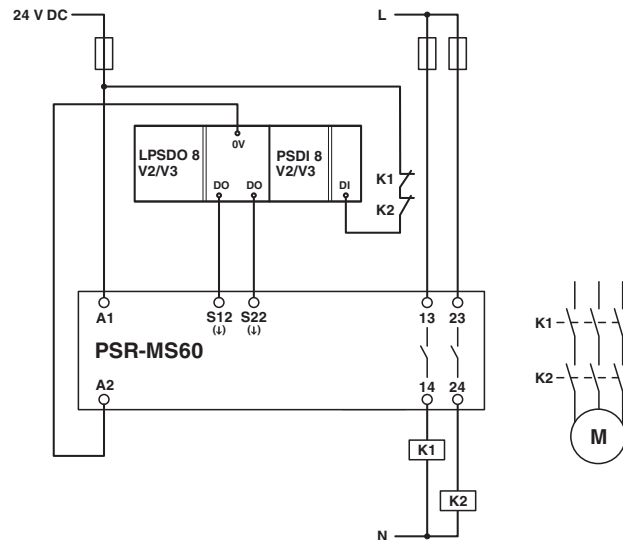 24 V DC
L
0V
LPSDO 8
V2/V3
PSDI 8
V2/V3
DO
DO
DI
K1
K2
A1
S12
(↓)
S22
(↓)
13
23
PSR-MS60
A2
14
24
K1
K2
N
K1
K2
M